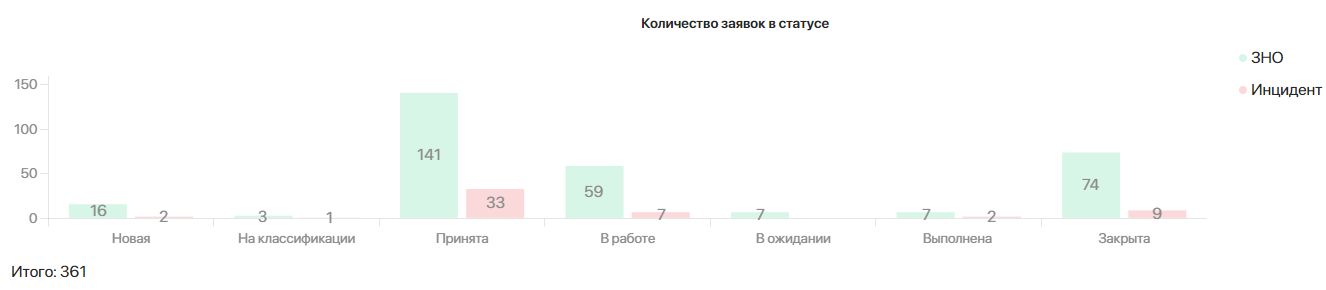 Количество заявок в статусе
ЗНО
Инцидент
150
100
50
0
16
2
3
1
141
33
59
7
7
7
2
74
9
Новая
На классификации
Принята
В работе
В ожидании
Выполнена
Закрыта
Итого: 361